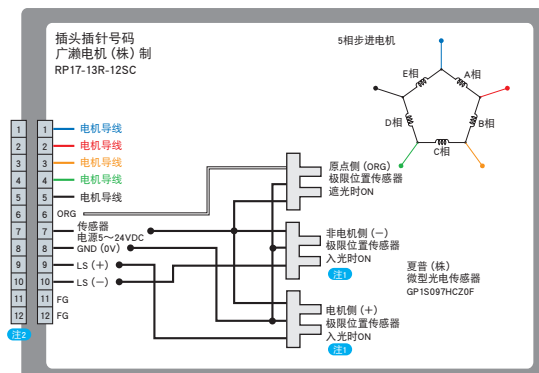 插头插针号码
广濑电机（株）制
RP17-13R-12SC
5相步进电机
E相
A相
D相
B相
C相
1 1 电机导线
2 2 电机导线
3 3 电机导线
4 4 电机导线
5 5 电机导线
6 6 ORG
7 7 传感器
电源5～24VDC
8 8 GND（0V）
9 9 LS（+）
10 10 LS（−）
11 11 FG
12 12 FG
注2
原点侧（ORG）
极限位置传感器
遮光时ON
非电机侧（−）
极限位置传感器
入光时ON
注1
电机侧（+）
极限位置传感器
入光时ON
注1
夏普（株）
微型光电传感器
GP1S097HCZ0F